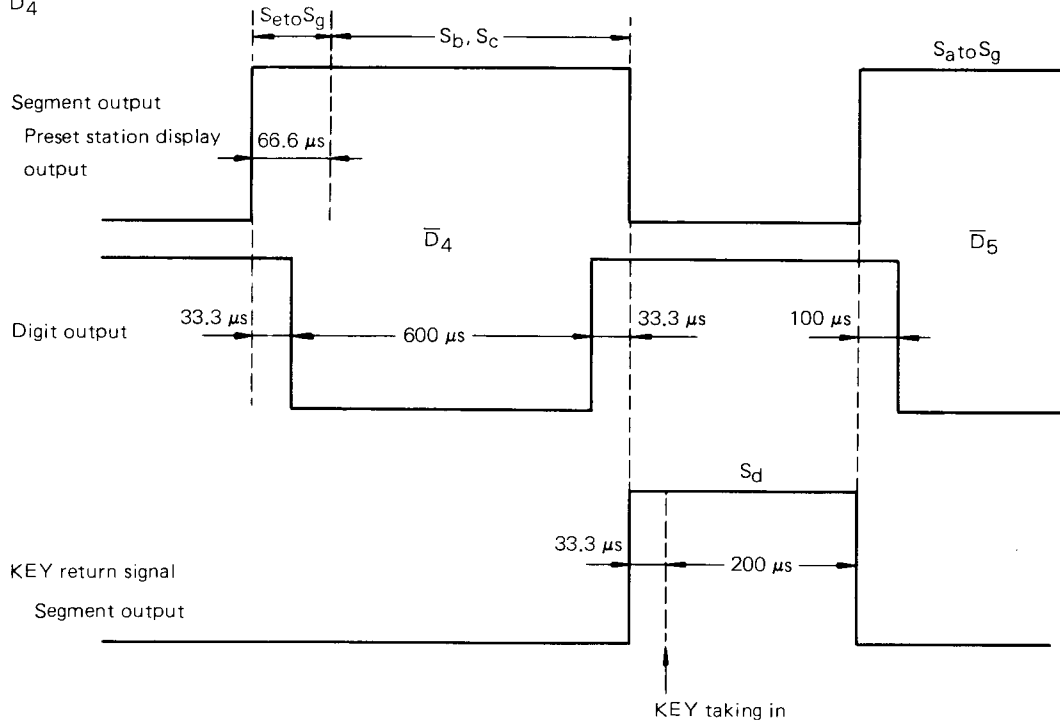 D4
SetoSg
Sb, Sc
SatoSg
Segment output
Preset station display
output
66.6 μs
D̅4
D̅5
Digit output
33.3 μs
600 μs
33.3 μs
100 μs
Sd
33.3 μs
200 μs
KEY return signal
Segment output
KEY taking in